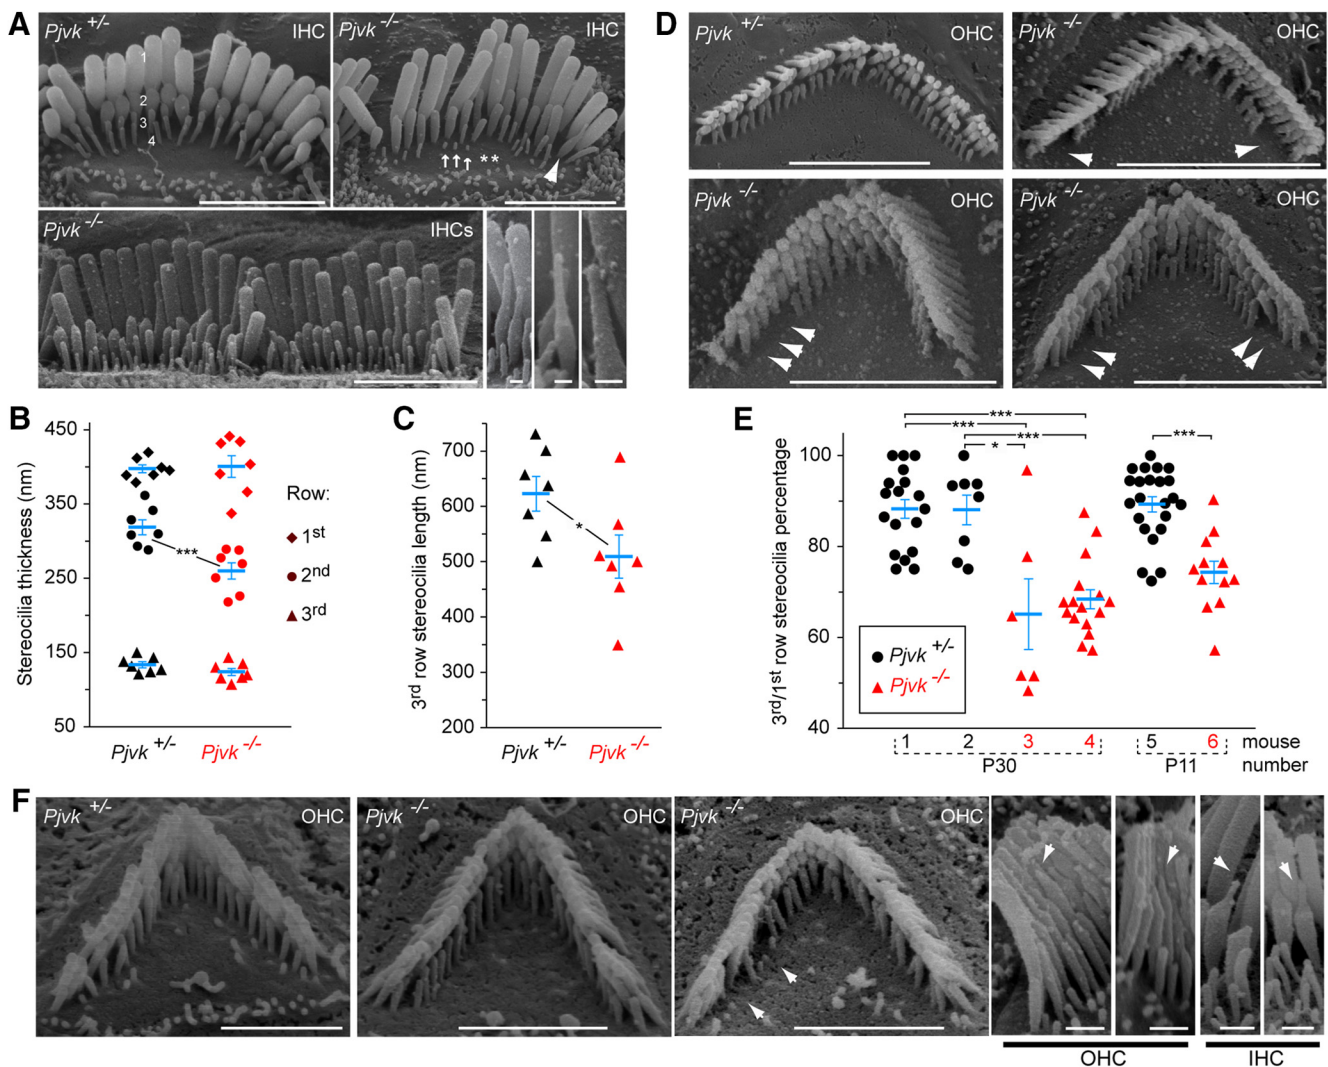 A
Pjvk +/-
IHC
Pjvk -/-
IHC
1
2
3
4
↑↑↑ **
Pjvk -/-
IHCs
D
Pjvk +/-
OHC
Pjvk -/-
OHC
Pjvk -/-
OHC
Pjvk -/-
OHC
B
Stereocilia thickness (nm)
450
350
250
150
50
***
Pjvk +/-
Pjvk -/-
Row:
1st
2nd
3rd
C
3rd row stereocilia length (nm)
700
600
500
400
300
200
*
Pjvk +/-
Pjvk -/-
E
3rd/1st row stereocilia percentage
100
80
60
40
***
***
***
*
***
Pjvk +/-
Pjvk -/-
1 2 3 4 5 6 mouse
P30 P11 number
F
Pjvk +/-
OHC
Pjvk -/-
OHC
Pjvk -/-
OHC
OHC
IHC